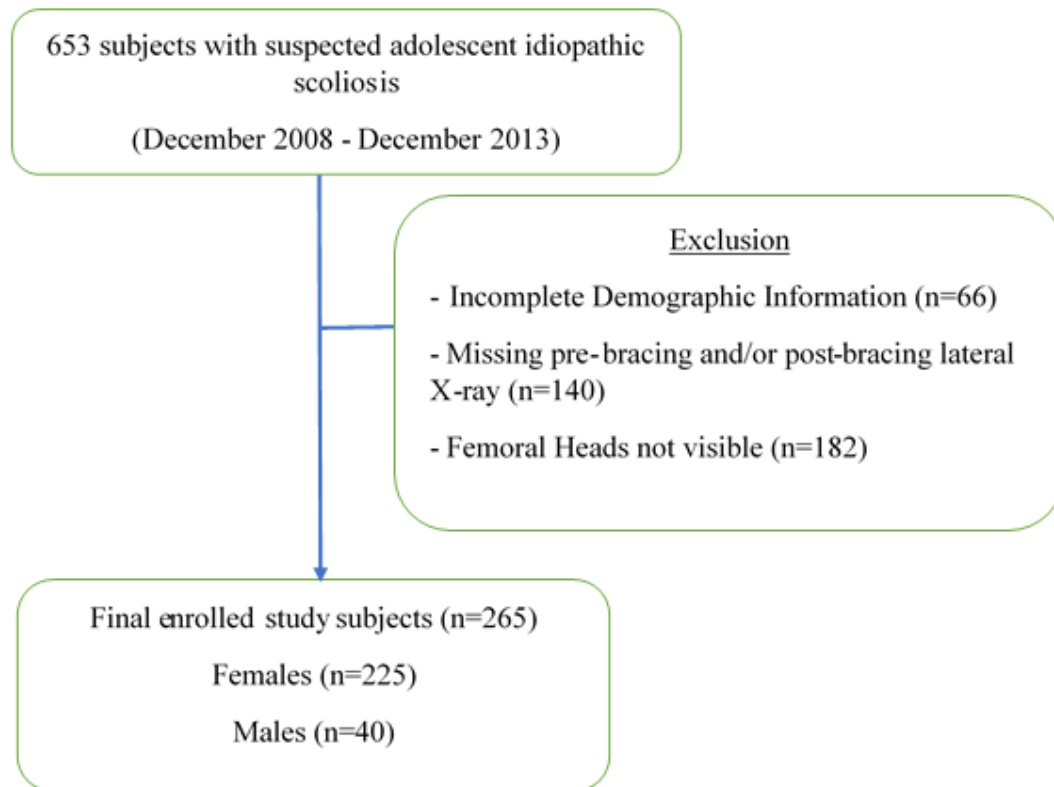 653 subjects with suspected adolescent idiopathic
scoliosis
(December 2008 - December 2013)
Exclusion
- Incomplete Demographic Information (n=66)
- Missing pre-bracing and/or post-bracing lateral
X-ray (n=140)
- Femoral Heads not visible (n=182)
Final enrolled study subjects (n=265)
Females (n=225)
Males (n=40)